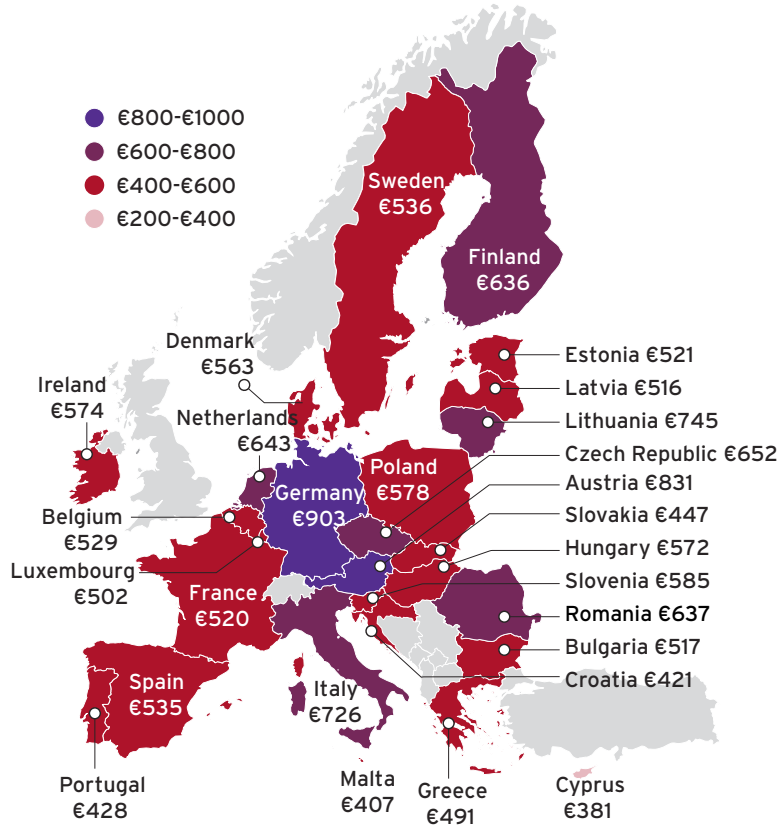 €800-€1000
€600-€800
€400-€600
€200-€400
Sweden
€536
Finland
€636
Denmark
€563
Estonia €521
Ireland
€574
Latvia €516
Netherlands
€643
Lithuania €745
Czech Republic €652
Poland
€578
Austria €831
Germany
€903
Slovakia €447
Belgium
€529
Hungary €572
Luxembourg
€502
Slovenia €585
France
€520
Romania €637
Bulgaria €517
Croatia €421
Spain
€535
Italy
€726
Portugal
€428
Malta
€407
Greece
€491
Cyprus
€381